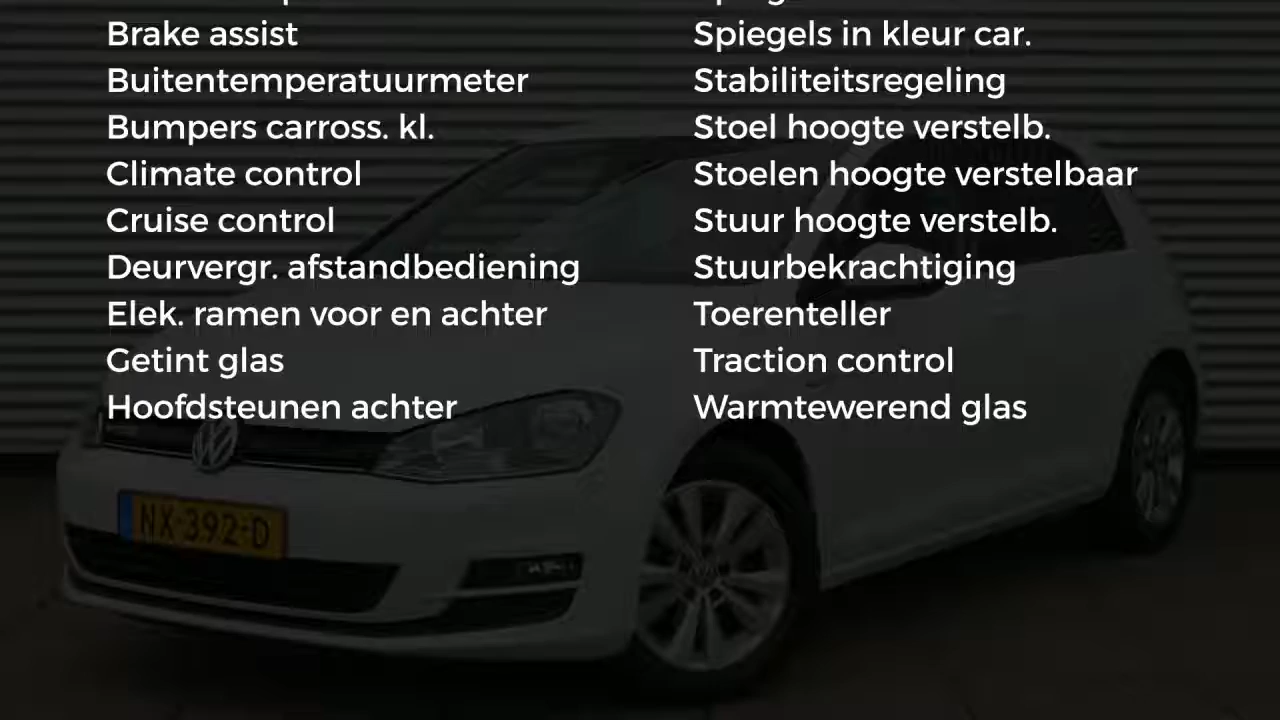 Brake assist
Buitentemperatuurmeter
Bumpers carross. kl.
Climate control
Cruise control
Deurvergr. afstandbediening
Elek. ramen voor en achter
Getint glas
Hoofdsteunen achter
Spiegels in kleur car.
Stabiliteitsregeling
Stoel hoogte verstelb.
Stoelen hoogte verstelbaar
Stuur hoogte verstelb.
Stuurbekrachtiging
Toerenteller
Traction control
Warmtewerend glas
NX-392-D